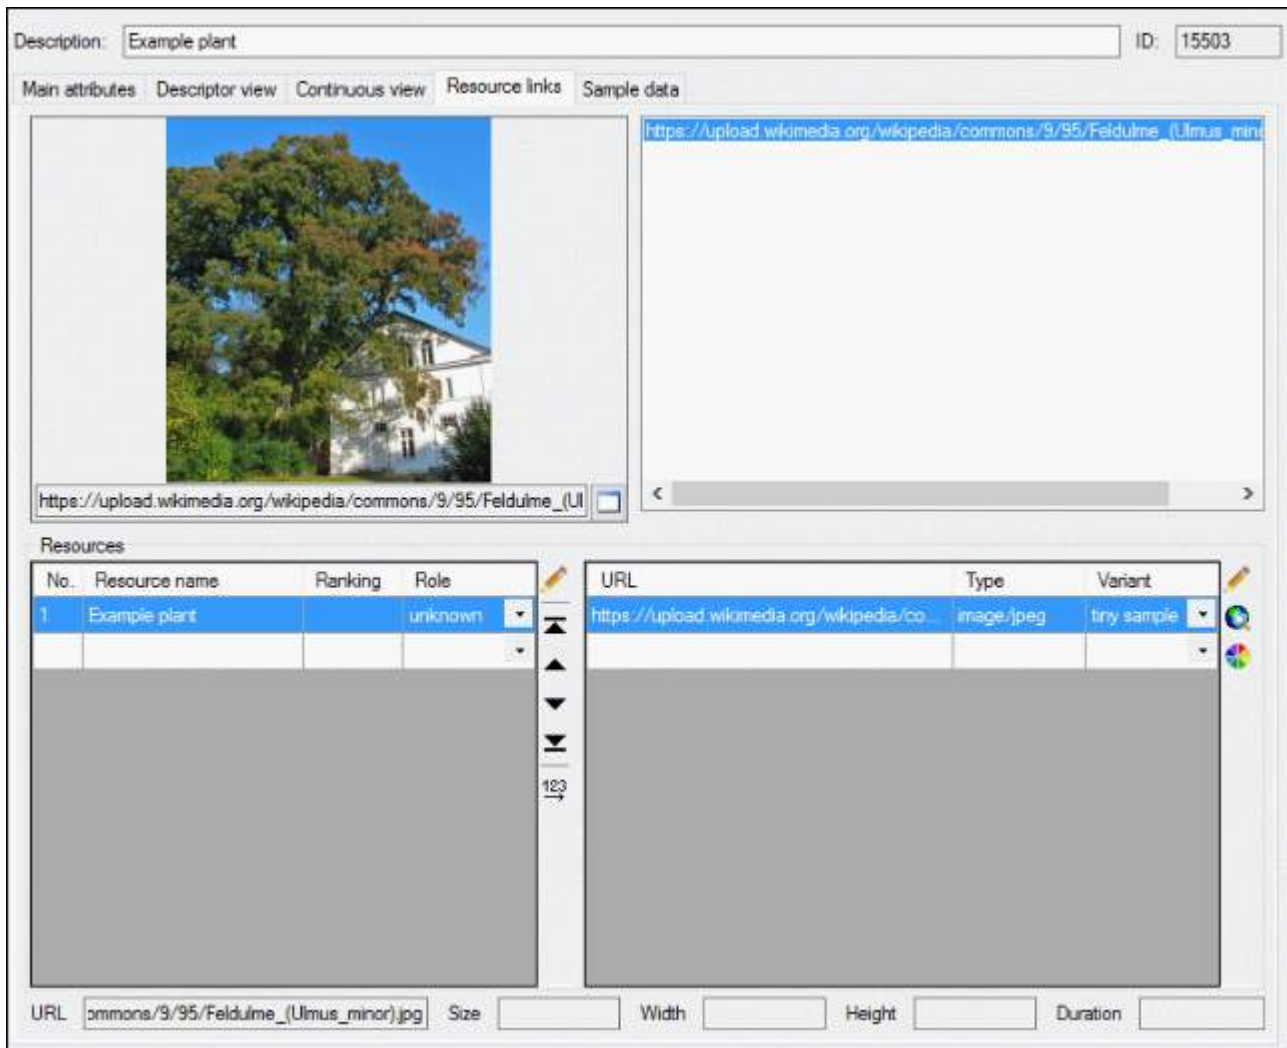 Description: Example plant ID: 15503
Main attributes Descriptor view Continuous view Resource links Sample data
https://upload.wikimedia.org/wikipedia/commons/9/95/Feldulme_(Ulmus_mino
https://upload.wikimedia.org/wikipedia/commons/9/95/Feldulme_(Ul
Resources
No. Resource name Ranking Role URL Type Variant
1 Example plant unknown https://upload.wikimedia.org/wikipedia/co... image/jpeg tiny sample
123
URL ommons/9/95/Feldulme_(Ulmus_minor).jpg Size Width Height Duration